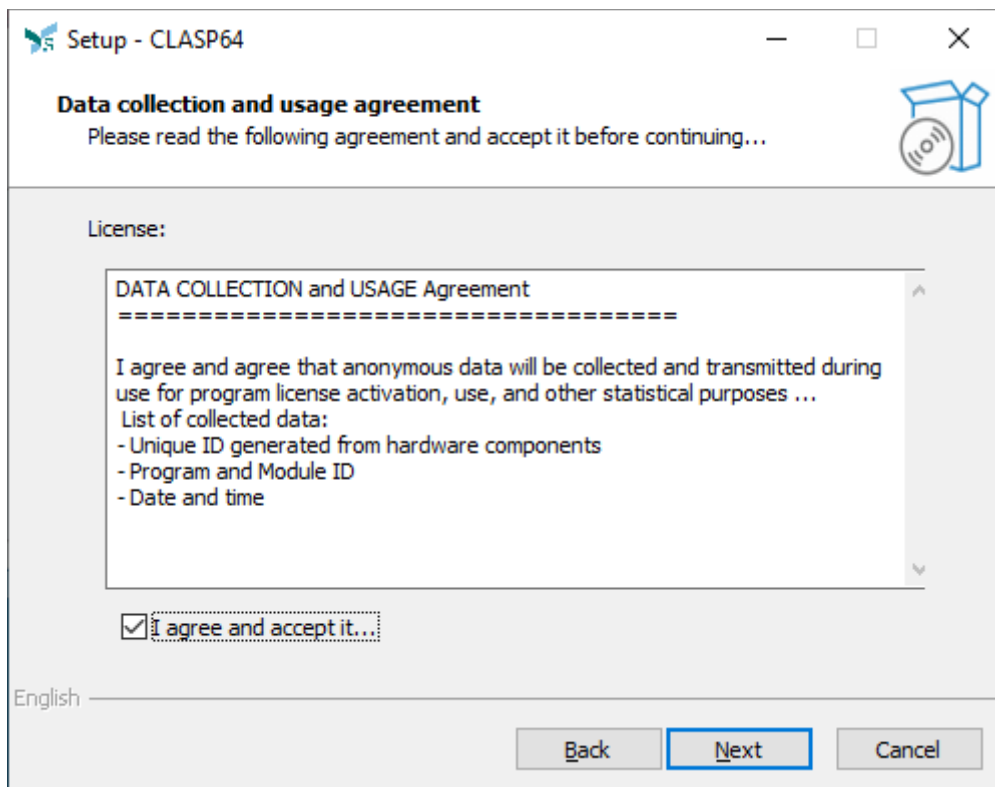 Setup - CLASP64
Data collection and usage agreement
Please read the following agreement and accept it before continuing...
License:
DATA COLLECTION and USAGE Agreement
===================================
I agree and agree that anonymous data will be collected and transmitted during
use for program license activation, use, and other statistical purposes ...
List of collected data:
- Unique ID generated from hardware components
- Program and Module ID
- Date and time
I agree and accept it...
English
Back Next Cancel